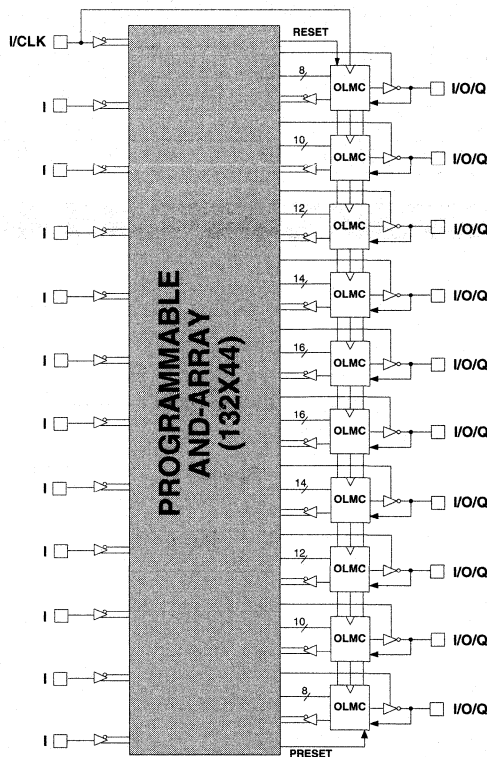 RESET
I/CLK
8
OLMC
I/O/Q
I
10
OLMC
I/O/Q
I
12
OLMC
I/O/Q
I
14
OLMC
I/O/Q
I
16
OLMC
I/O/Q
I
PROGRAMMABLE
AND-ARRAY
(132X44)
16
OLMC
I/O/Q
I
14
OLMC
I/O/Q
I
12
OLMC
I/O/Q
I
10
OLMC
I/O/Q
I
8
OLMC
I/O/Q
I
I
PRESET